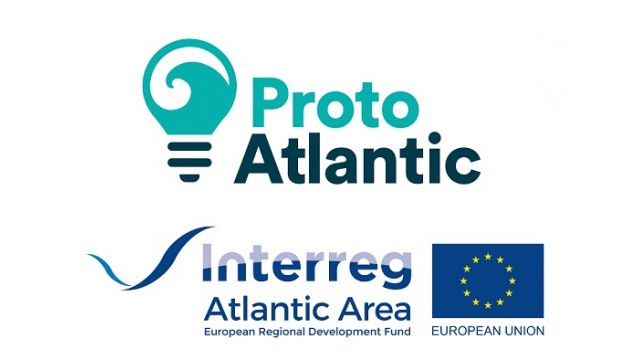 Proto
Atlantic
Interreg
Atlantic Area
European Regional Development Fund
EUROPEAN UNION